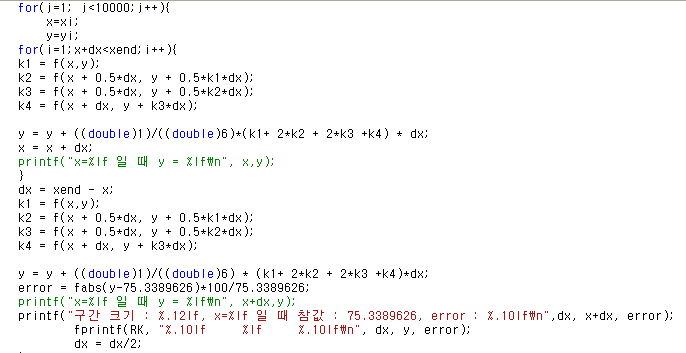 for(j=1; j<10000;j++){
x=xi;
y=yi;
for(i=1;x+dx<xend;i++){
k1 = f(x,y);
k2 = f(x + 0.5*dx, y + 0.5*k1*dx);
k3 = f(x + 0.5*dx, y + 0.5*k2*dx);
k4 = f(x + dx, y + k3*dx);
y = y + ((double)1)/((double)6)*(k1+ 2*k2 + 2*k3 +k4) * dx;
x = x + dx;
printf("x=%lf 일 때 y = %lf₩n", x,y);
}
dx = xend - x;
k1 = f(x,y);
k2 = f(x + 0.5*dx, y + 0.5*k1*dx);
k3 = f(x + 0.5*dx, y + 0.5*k2*dx);
k4 = f(x + dx, y + k3*dx);
y = y + ((double)1)/((double)6) * (k1+ 2*k2 + 2*k3 +k4)*dx;
error = fabs(y-75.3389626)*100/75.3389626;
printf("x=%lf 일 때 y = %lf₩n", x+dx,y);
printf("구간 크기 : %.12lf, x=%lf 일 때 참값 : 75.3389626, error : %.10lf₩n",dx, x+dx, error);
fprintf(RK, "%.10lf %lf %.10lf₩n", dx, y, error);
dx = dx/2;